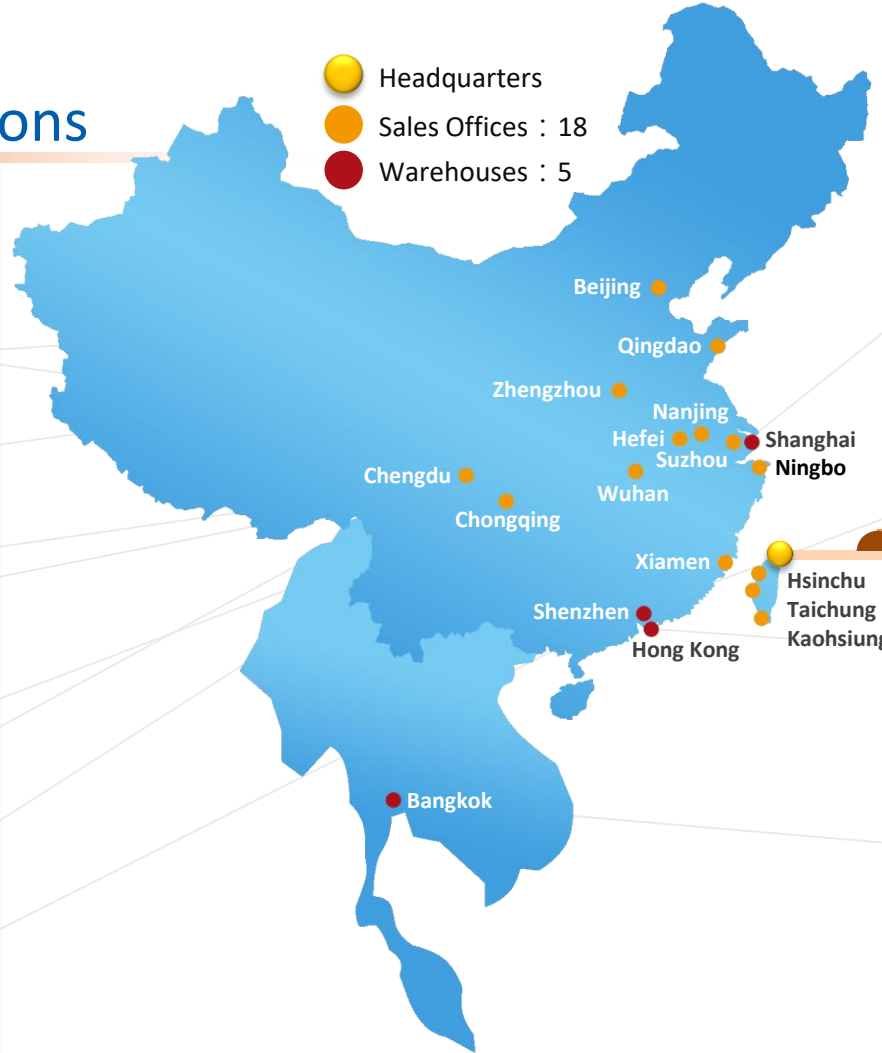 ons
Headquarters
Sales Offices：18
Warehouses：5
Beijing
Qingdao
Zhengzhou
Nanjing
Hefei
Shanghai
Suzhou
Ningbo
Chengdu
Wuhan
Chongqing
Xiamen
Hsinchu
Taichung
Shenzhen
Kaohsiung
Hong Kong
Bangkok